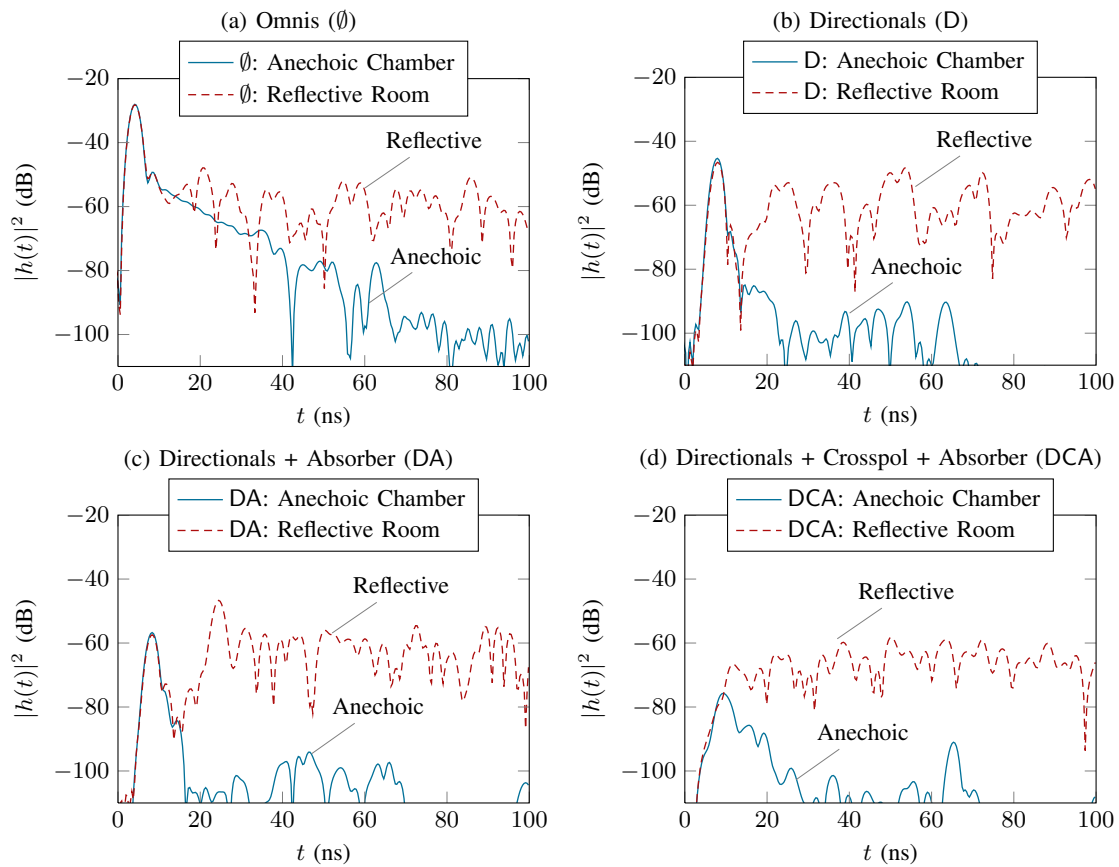 (a) Omnis (∅)
∅: Anechoic Chamber
∅: Reflective Room
−20
−40
−60
−80
−100
|h(t)|² (dB)
Reflective
Anechoic
0 20 40 60 80 100
t (ns)
(b) Directionals (D)
D: Anechoic Chamber
D: Reflective Room
−20
−40
−60
−80
−100
|h(t)|² (dB)
Reflective
Anechoic
0 20 40 60 80 100
t (ns)
(c) Directionals + Absorber (DA)
DA: Anechoic Chamber
DA: Reflective Room
−20
−40
−60
−80
−100
|h(t)|² (dB)
Reflective
Anechoic
0 20 40 60 80 100
t (ns)
(d) Directionals + Crosspol + Absorber (DCA)
DCA: Anechoic Chamber
DCA: Reflective Room
−20
−40
−60
−80
−100
|h(t)|² (dB)
Reflective
Anechoic
0 20 40 60 80 100
t (ns)